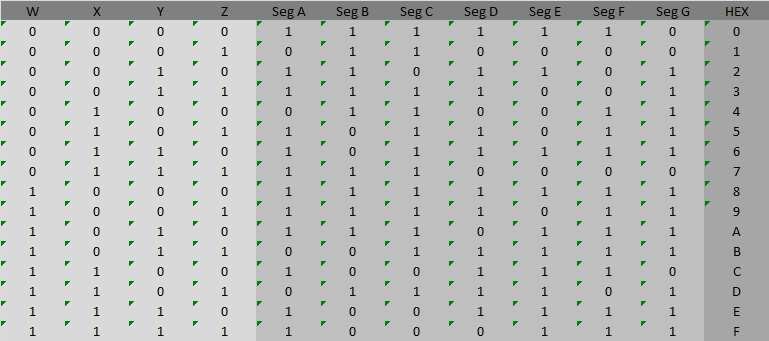 W X Y Z Seg A Seg B Seg C Seg D Seg E Seg F Seg G HEX
0 0 0 0 1 1 1 1 1 1 0 0
0 0 0 1 0 1 1 0 0 0 0 1
0 0 1 0 1 1 0 1 1 0 1 2
0 0 1 1 1 1 1 1 0 0 1 3
0 1 0 0 0 1 1 0 0 1 1 4
0 1 0 1 1 0 1 1 0 1 1 5
0 1 1 0 1 0 1 1 1 1 1 6
0 1 1 1 1 1 1 0 0 0 0 7
1 0 0 0 1 1 1 1 1 1 1 8
1 0 0 1 1 1 1 1 0 1 1 9
1 0 1 0 1 1 1 0 1 1 1 A
1 0 1 1 0 0 1 1 1 1 1 B
1 1 0 0 1 0 0 1 1 1 0 C
1 1 0 1 0 1 1 1 1 0 1 D
1 1 1 0 1 0 0 1 1 1 1 E
1 1 1 1 1 0 0 0 1 1 1 F